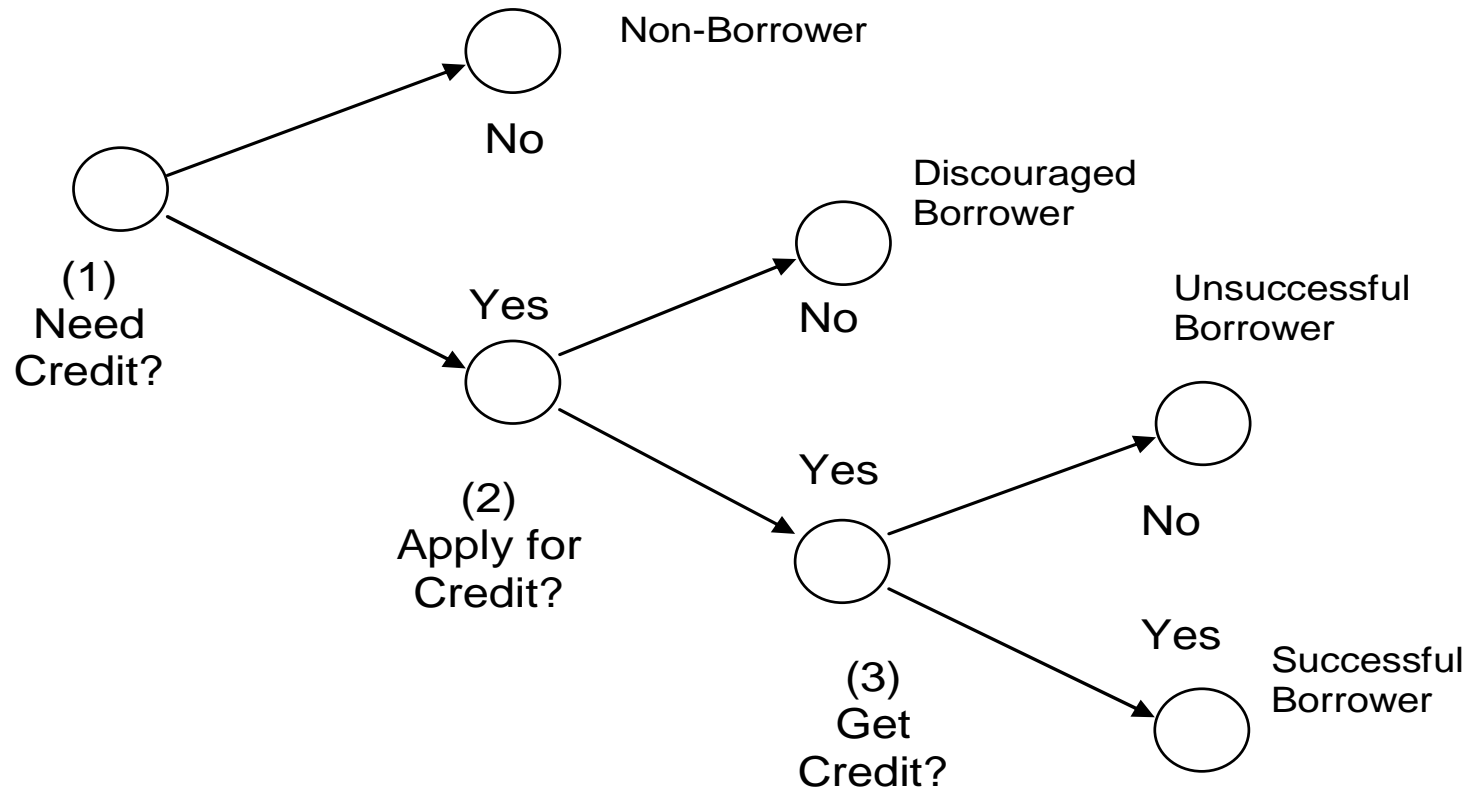 Non-Borrower
No
Discouraged
Borrower
(1)
Need
Credit?
Yes
No
Unsuccessful
Borrower
(2)
Apply for
Credit?
Yes
No
Yes
Successful
Borrower
(3)
Get
Credit?